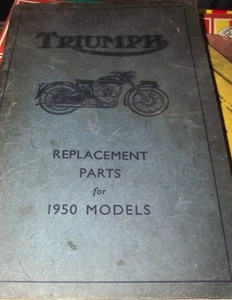 TRIUMPH
REPLACEMENT
PARTS
for
1950 MODELS